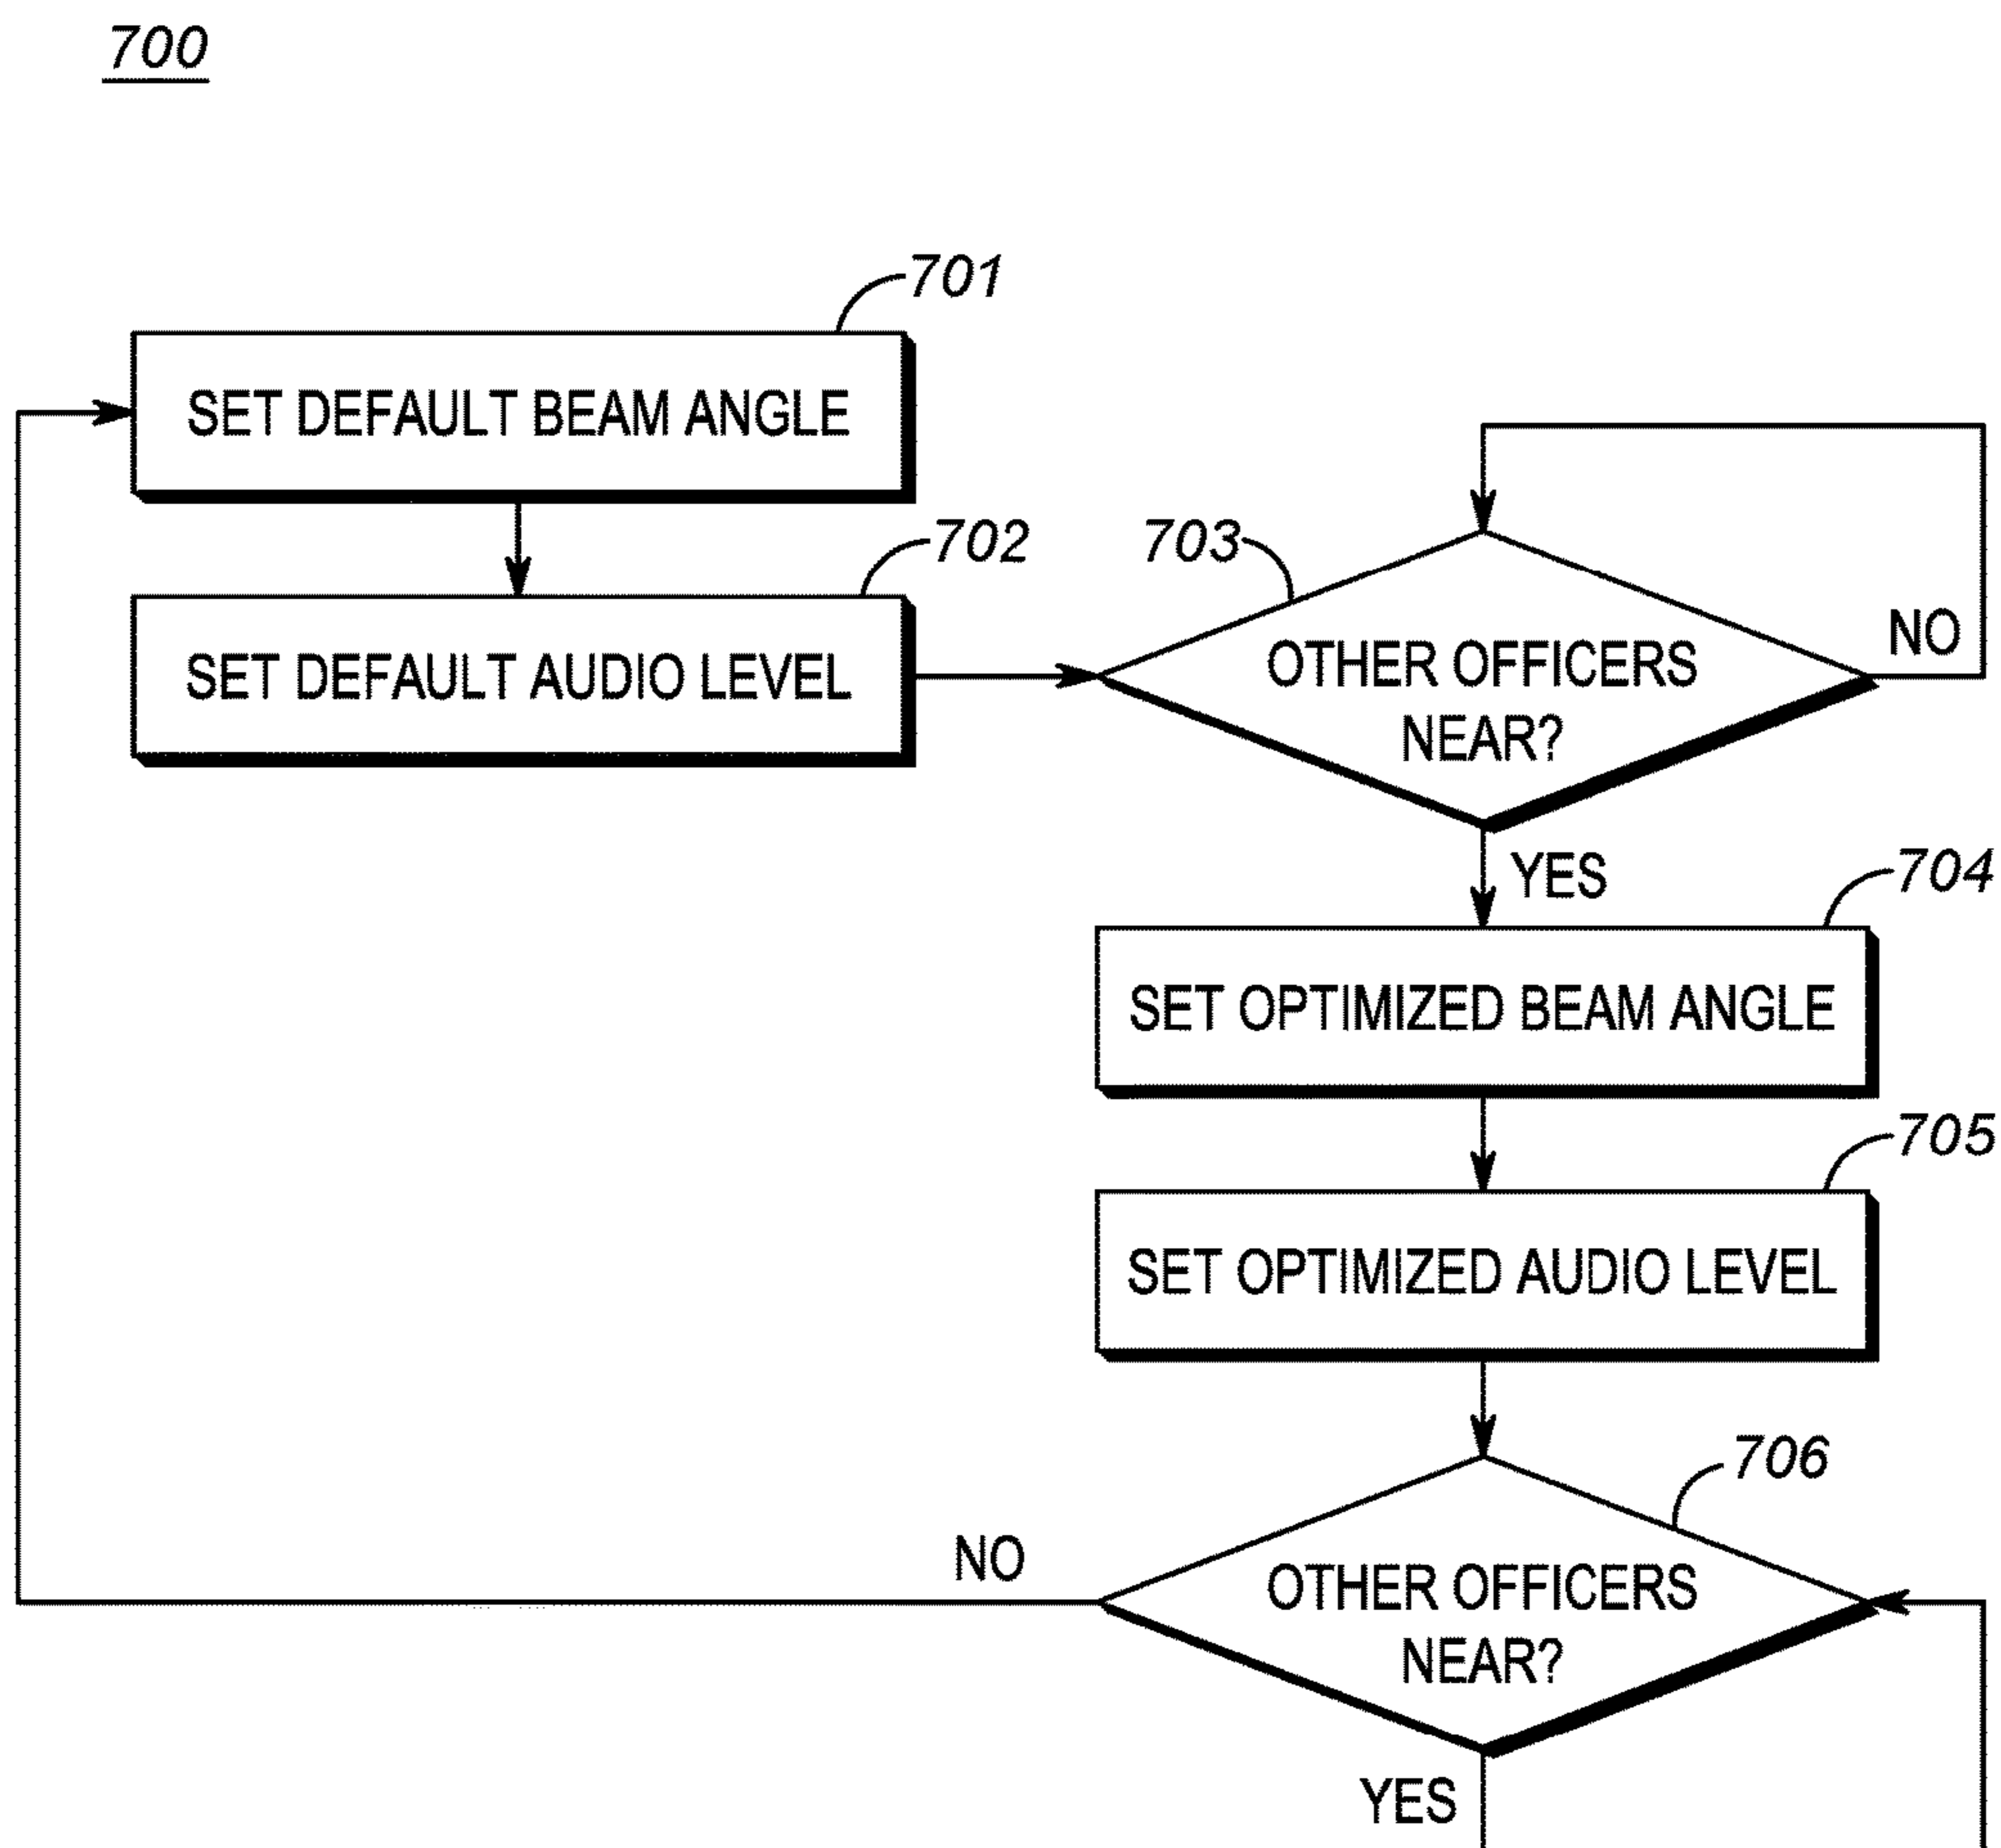 700
701
SET DEFAULT BEAM ANGLE
702
SET DEFAULT AUDIO LEVEL
703
OTHER OFFICERS
NEAR?
NO
YES
704
SET OPTIMIZED BEAM ANGLE
705
SET OPTIMIZED AUDIO LEVEL
706
NO
OTHER OFFICERS
NEAR?
YES